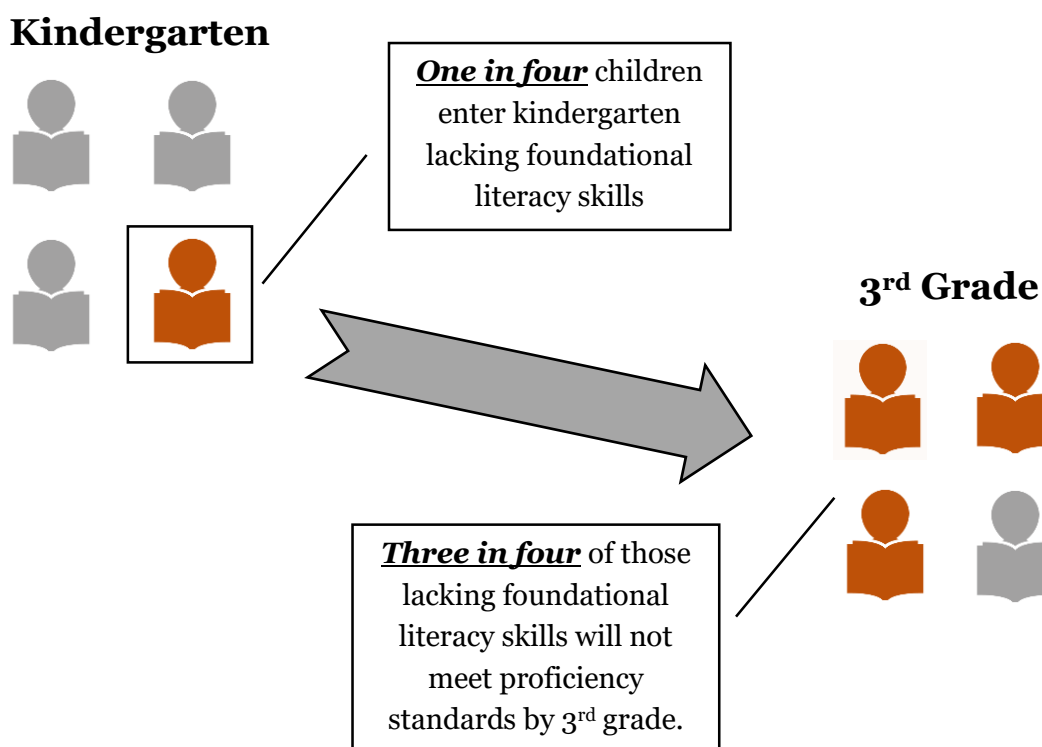 Kindergarten
One in four children
enter kindergarten
lacking foundational
literacy skills
3rd Grade
Three in four of those
lacking foundational
literacy skills will not
meet proficiency
standards by 3rd grade.